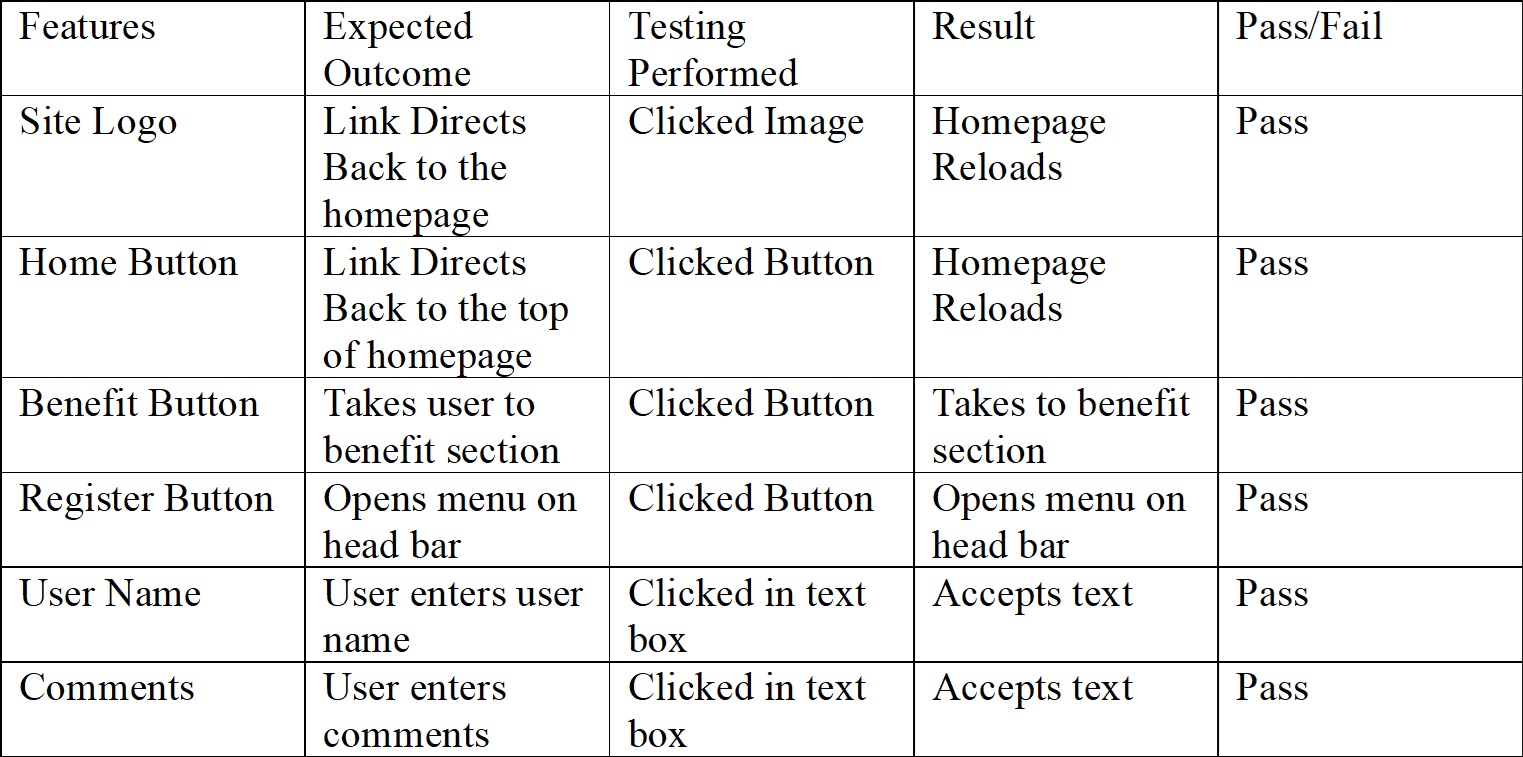 Features
Expected
Outcome
Testing
Performed
Result
Pass/Fail
Site Logo
Link Directs
Back to the
homepage
Clicked Image
Homepage
Reloads
Pass
Home Button
Link Directs
Back to the top
of homepage
Clicked Button
Homepage
Reloads
Pass
Benefit Button
Takes user to
benefit section
Clicked Button
Takes to benefit
section
Pass
Register Button
Opens menu on
head bar
Clicked Button
Opens menu on
head bar
Pass
User Name
User enters user
name
Clicked in text
box
Accepts text
Pass
Comments
User enters
comments
Clicked in text
box
Accepts text
Pass